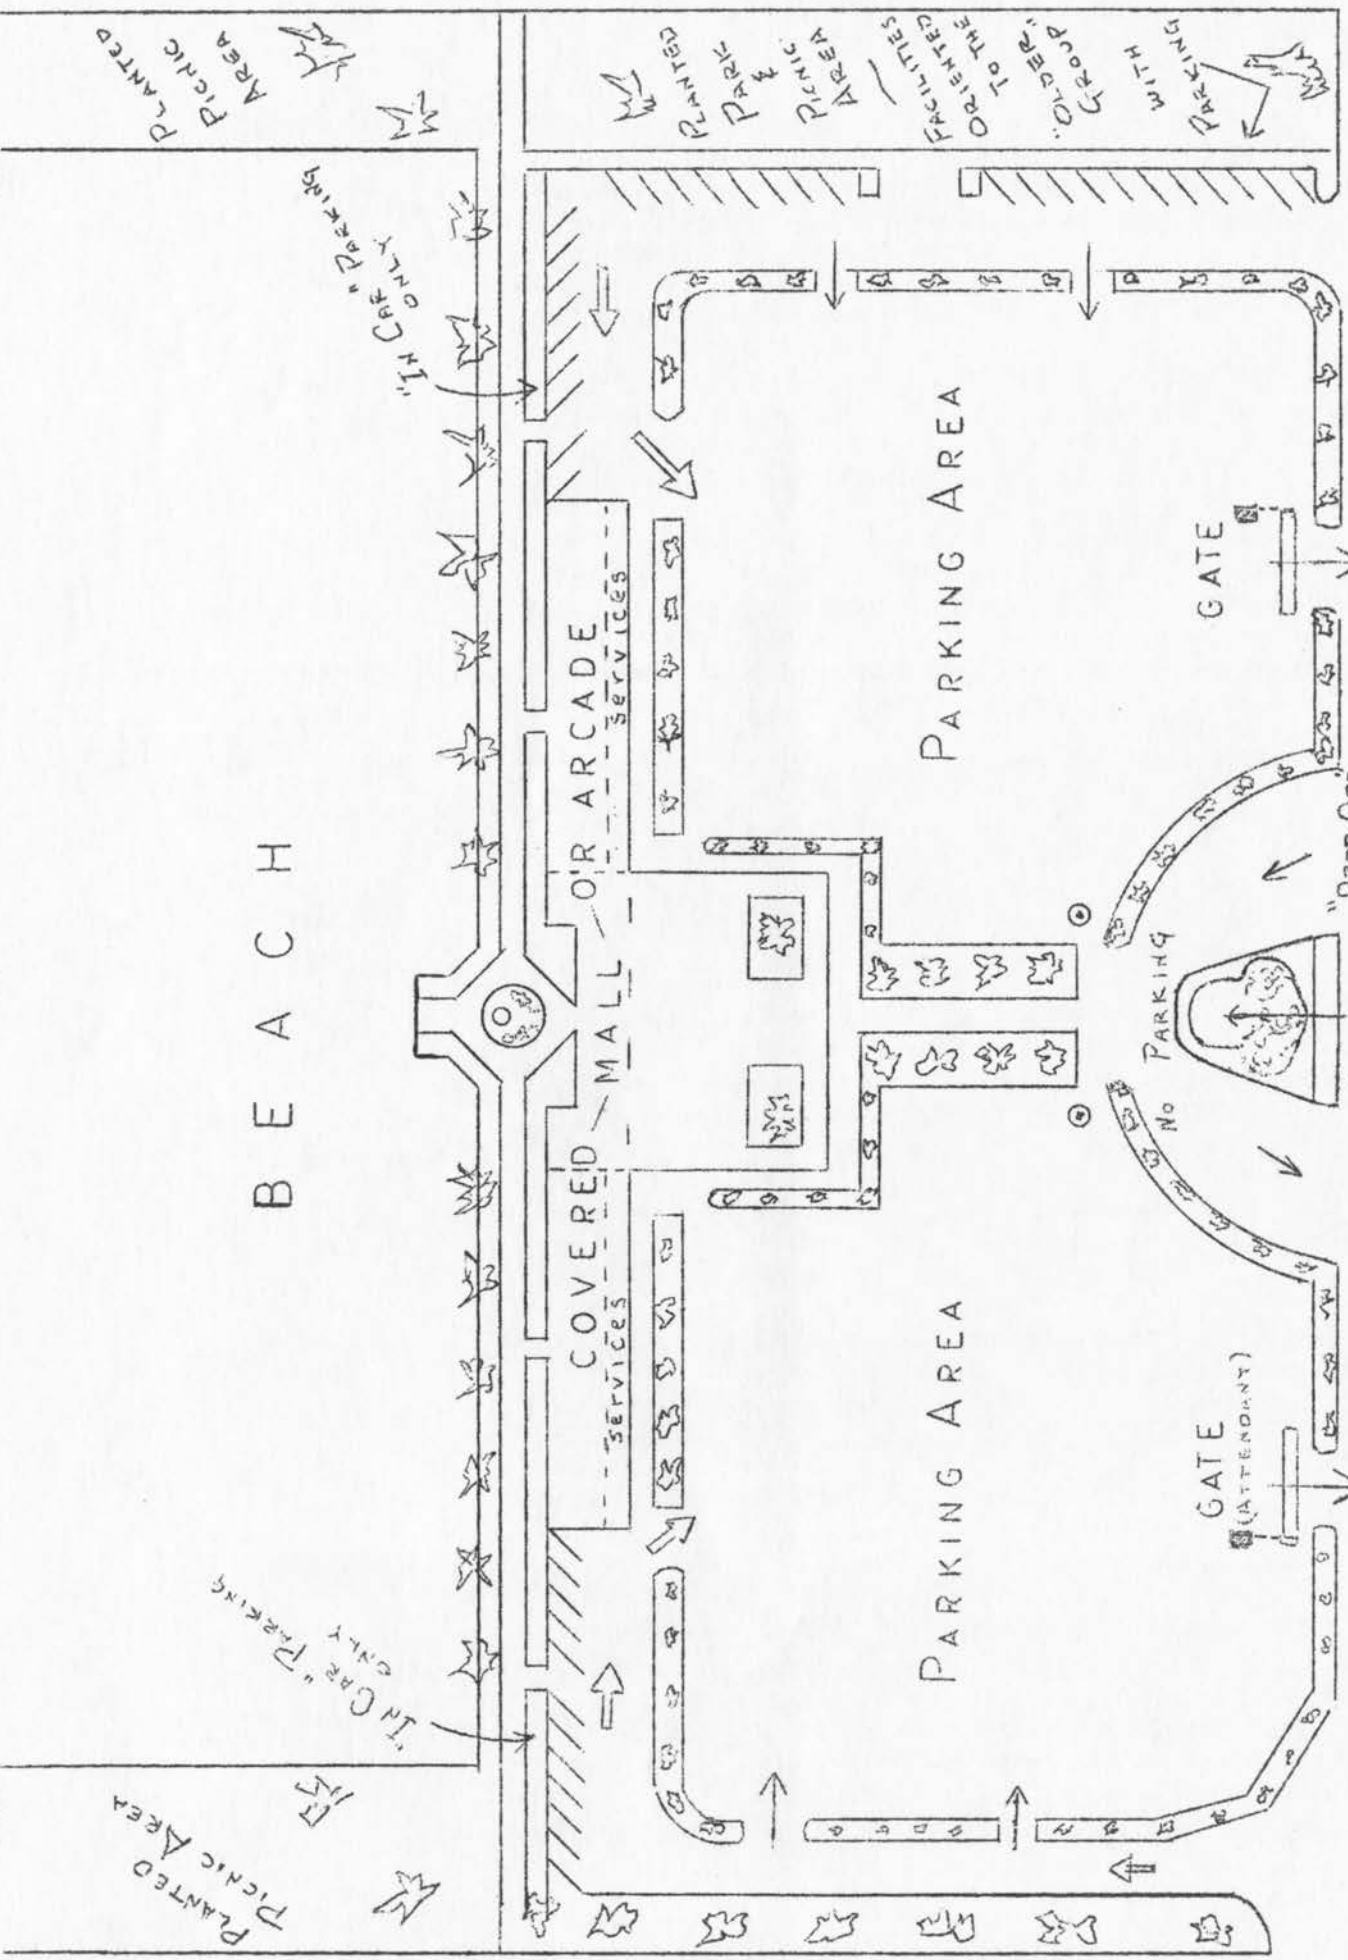 PLANTED
PICNIC AREA
"IN CAR" PARKING
ONLY
BEACH
"IN CAR" PARKING
ONLY
PLANTED
PICNIC
AREA
PLANTED
PARK
&
PICNIC
AREA
FACILITIES
ORIENTED
TO THE
"OLDER"
GROUP"
WITH
PARKING
COVERED MALL OR ARCADE
services
services
PARKING AREA
PARKING AREA
NO PARKING
GATE
(ATTENDANT)
GATE